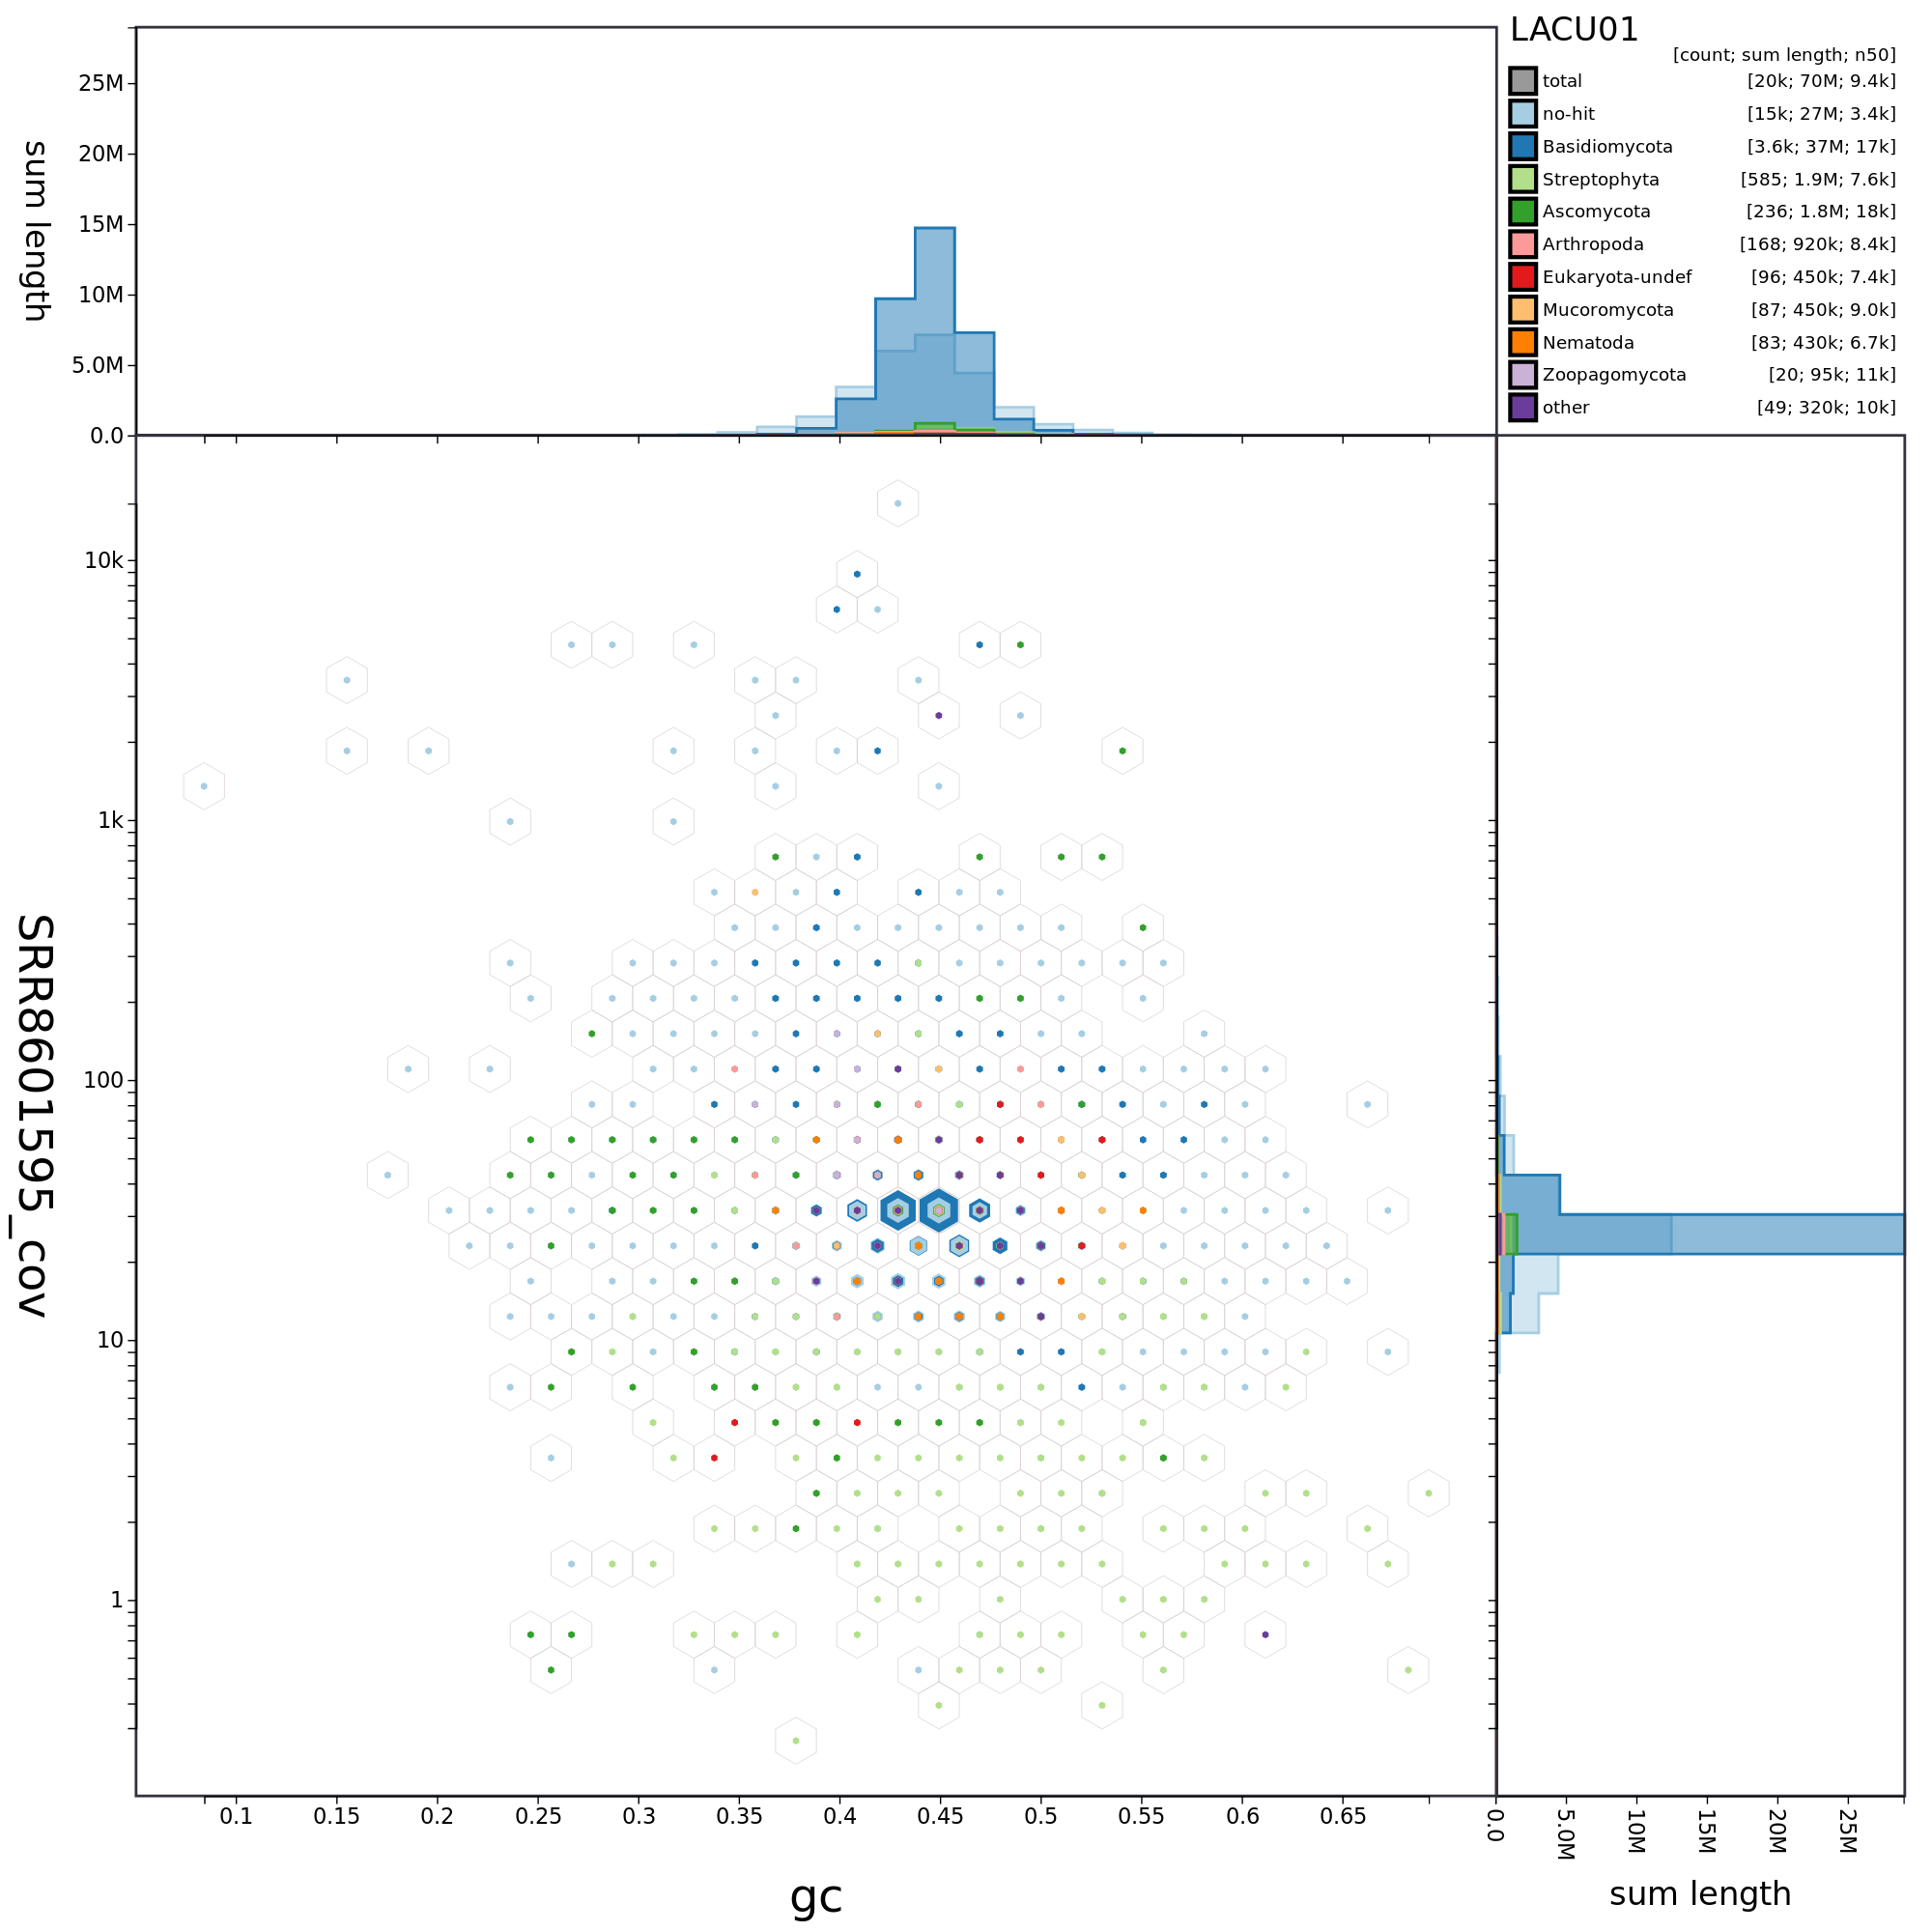 LACU01
[count; sum length; n50]
total [20k; 70M; 9.4k]
no-hit [15k; 27M; 3.4k]
Basidiomycota [3.6k; 37M; 17k]
Streptophyta [585; 1.9M; 7.6k]
Ascomycota [236; 1.8M; 18k]
Arthropoda [168; 920k; 8.4k]
Eukaryota-undef [96; 450k; 7.4k]
Mucoromycota [87; 450k; 9.0k]
Nematoda [83; 430k; 6.7k]
Zoopagomycota [20; 95k; 11k]
other [49; 320k; 10k]
sum length
25M
20M
15M
10M
5.0M
0.0
SRR8601595_cov
10k
1k
100
10
1
0.1 0.15 0.2 0.25 0.3 0.35 0.4 0.45 0.5 0.55 0.6 0.65
gc
0.0 5.0M 10M 15M 20M 25M
sum length